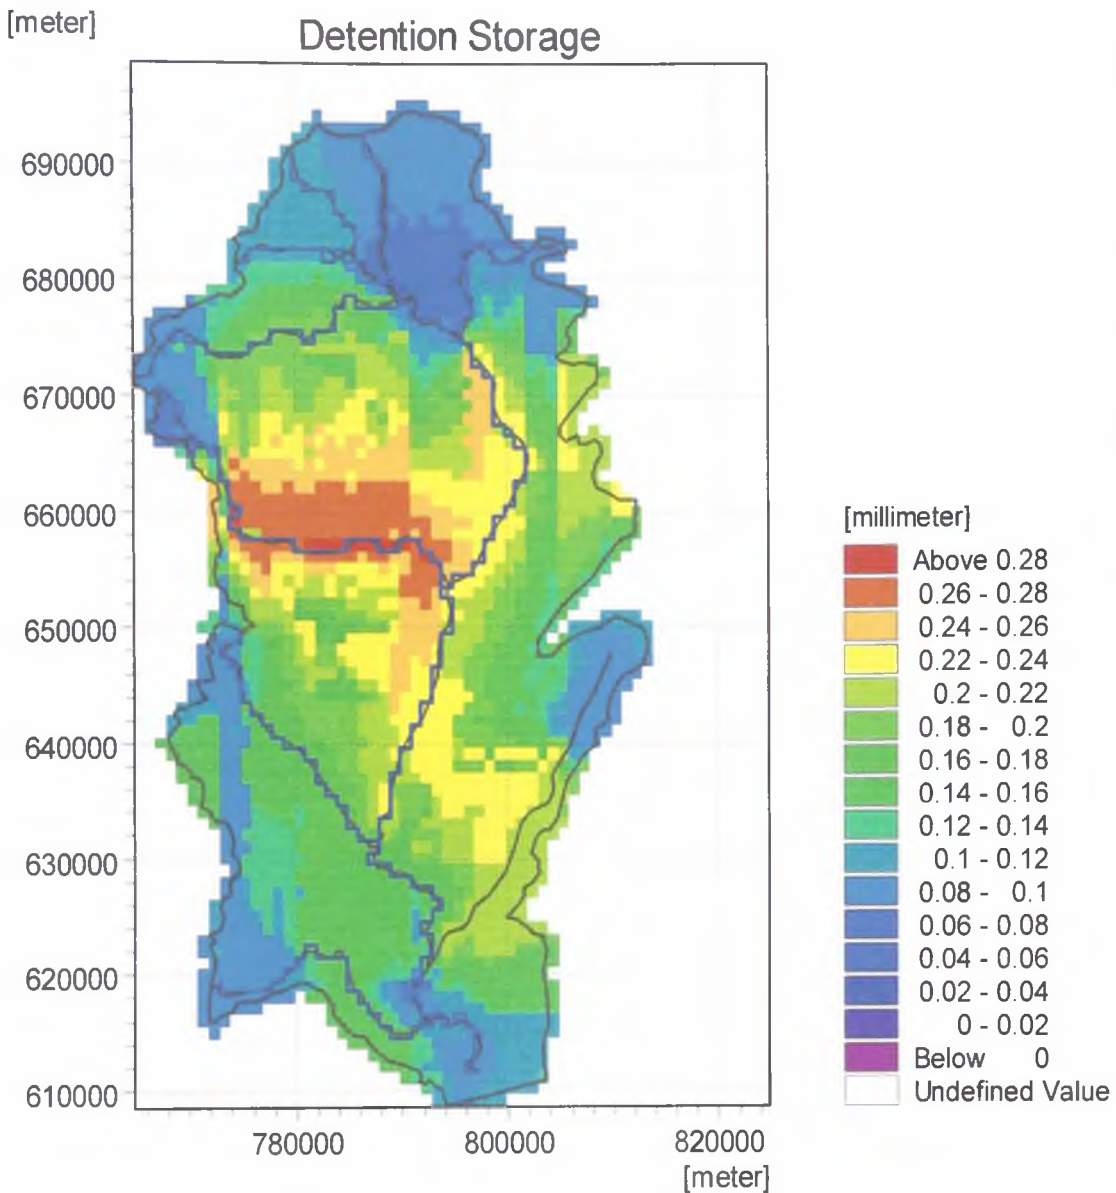 [meter]
Detention Storage
690000
680000
670000
660000
650000
640000
630000
620000
610000
780000
800000
820000
[meter]
[millimeter]
Above 0.28
0.26 - 0.28
0.24 - 0.26
0.22 - 0.24
0.2 - 0.22
0.18 - 0.2
0.16 - 0.18
0.14 - 0.16
0.12 - 0.14
0.1 - 0.12
0.08 - 0.1
0.06 - 0.08
0.04 - 0.06
0.02 - 0.04
0 - 0.02
Below 0
Undefined Value